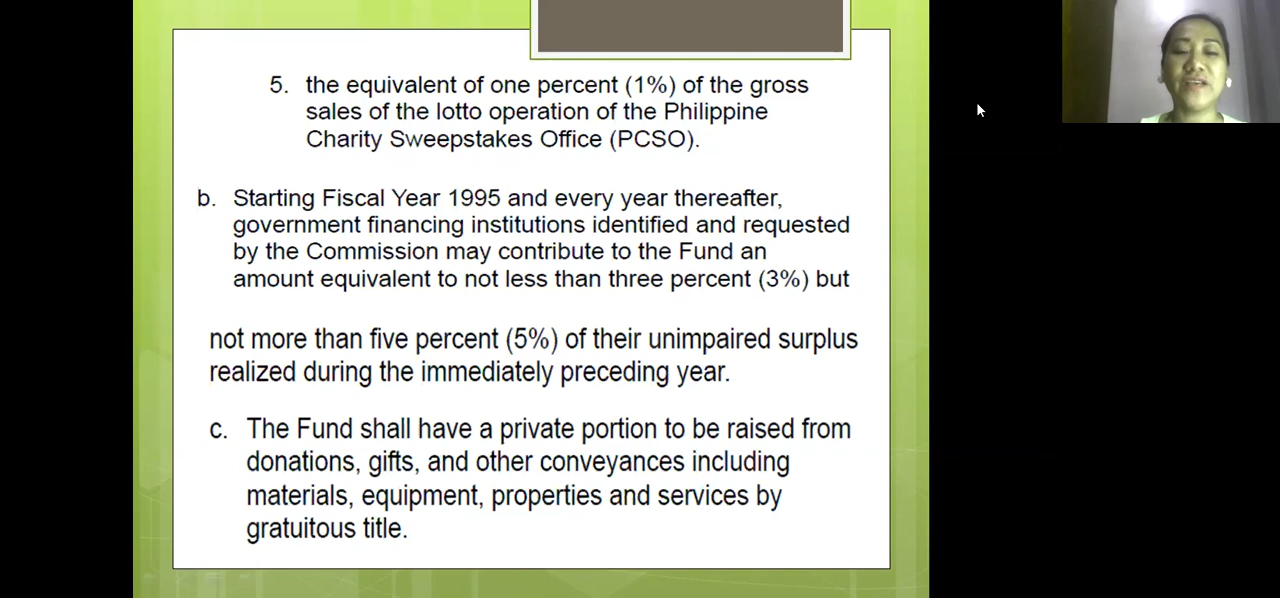 5. the equivalent of one percent (1%) of the gross
sales of the lotto operation of the Philippine
Charity Sweepstakes Office (PCSO).
b. Starting Fiscal Year 1995 and every year thereafter,
government financing institutions identified and requested
by the Commission may contribute to the Fund an
amount equivalent to not less than three percent (3%) but
not more than five percent (5%) of their unimpaired surplus
realized during the immediately preceding year.
c. The Fund shall have a private portion to be raised from
donations, gifts, and other conveyances including
materials, equipment, properties and services by
gratuitous title.